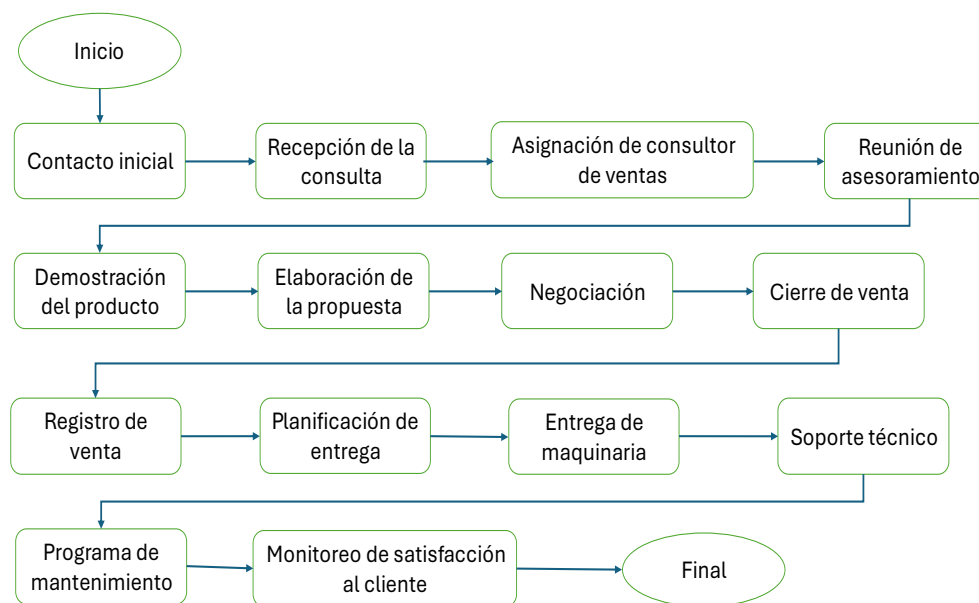 Inicio
Contacto inicial
Recepción de la
consulta
Asignación de consultor
de ventas
Reunión de
asesoramiento
Demostración
del producto
Elaboración de
la propuesta
Negociación
Cierre de venta
Registro de
venta
Planificación de
entrega
Entrega de
maquinaria
Soporte técnico
Programa de
mantenimiento
Monitoreo de satisfacción
al cliente
Final